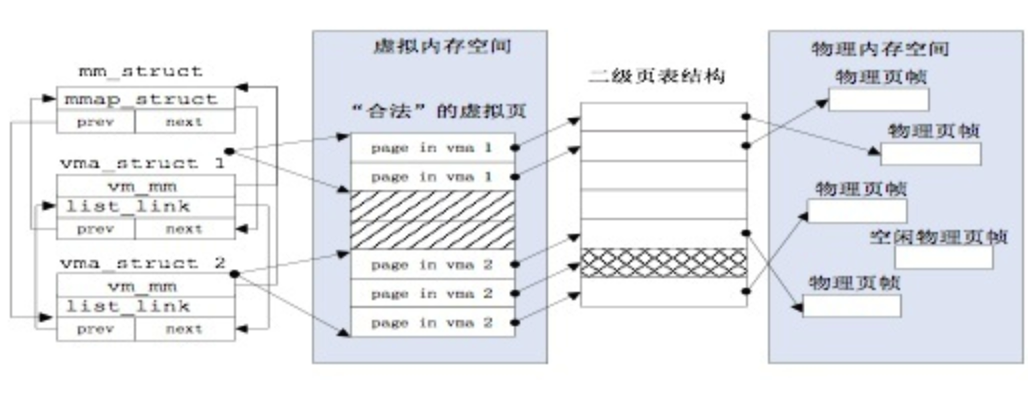 mm_struct
mmap_struct
prev next
vma_struct 1
vm_mm
list_link
prev next
vma_struct 2
vm_mm
list_link
prev next
虚拟内存空间
“合法”的虚拟页
page in vma 1
page in vma 1
page in vma 2
page in vma 2
page in vma 2
二级页表结构
物理内存空间
物理页帧
物理页帧
物理页帧
空闲物理页帧
物理页帧